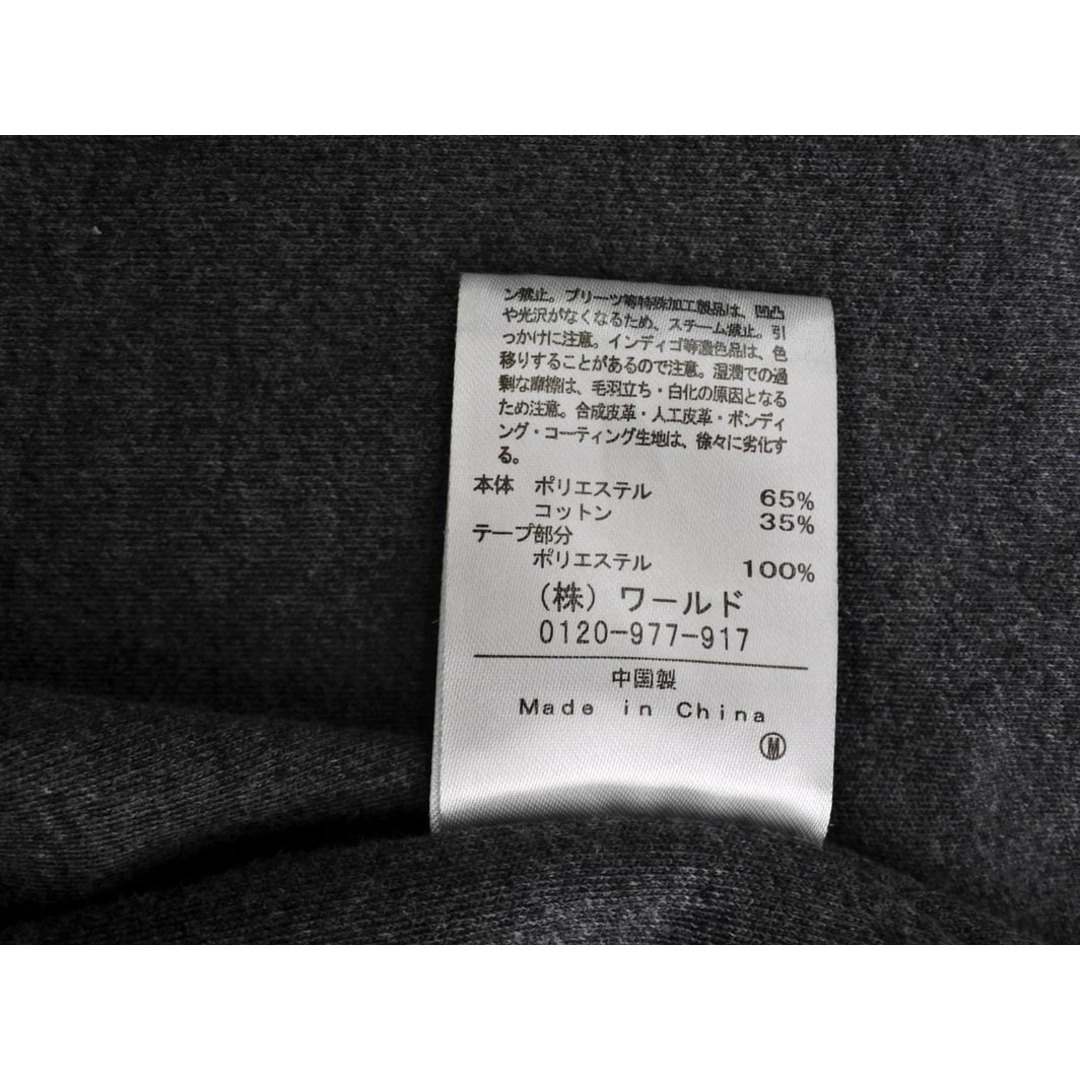 ン禁止。プリーツ等特殊加工製品は、凹凸
や光沢がなくなるため、スチーム禁止。引
っかけに注意。インディゴ等濃色品は、色
移りすることがあるので注意。湿潤での過
剰な摩擦は、毛羽立ち・白化の原因となる
ため注意。合成皮革・人工皮革・ボンディ
ング・コーティング生地は、徐々に劣化す
る。
本体 ポリエステル 65%
コットン 35%
テープ部分
ポリエステル 100%
(株)ワールド
0120-977-917
中国製
Made in China
Ⓜ